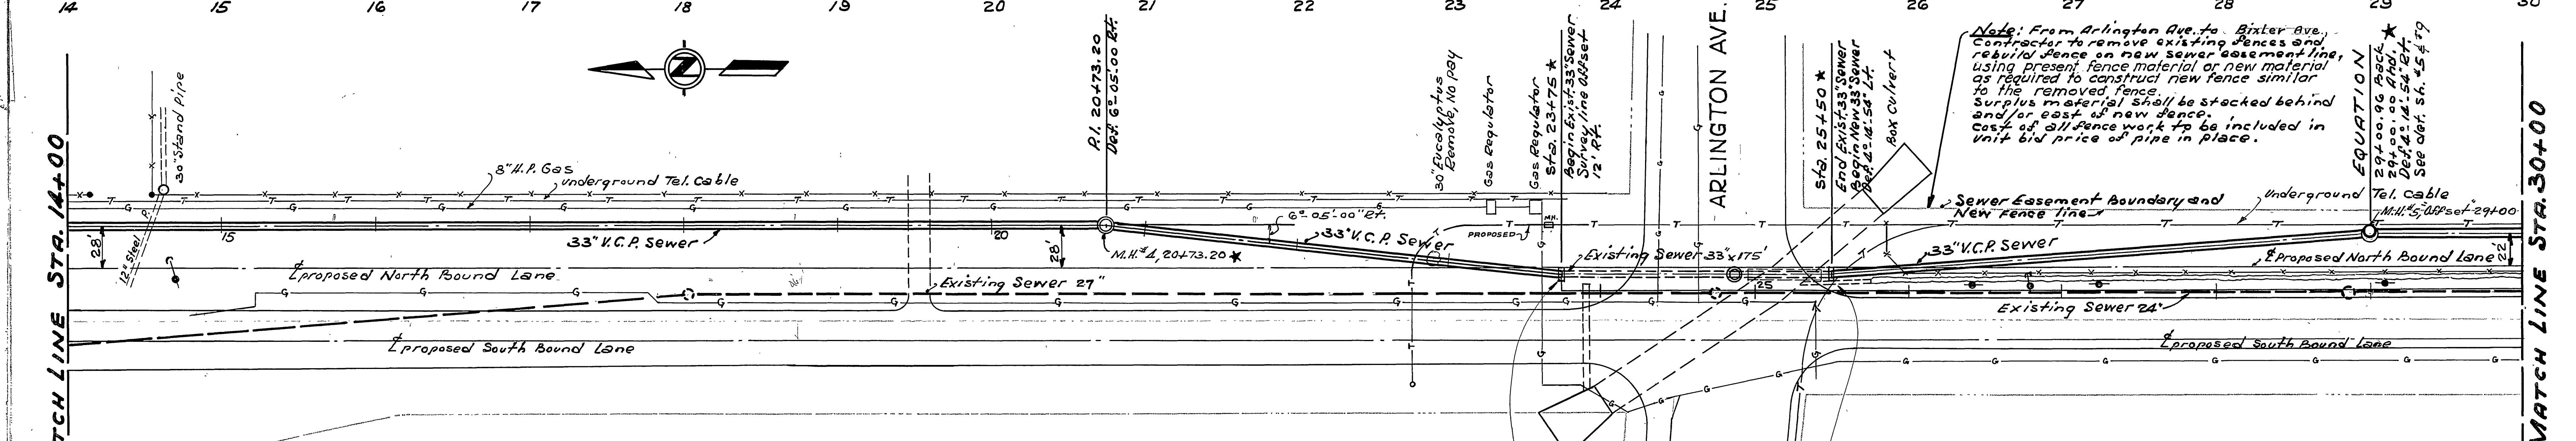 14 15 16 17 18 19 20 21 22 23 24 25 26 27 28 29 30
MATCH LINE STA. 14+00
30" Stand Pipe
12" Steel P.
28'
15
8" H.P. Gas
Underground Tel. Cable
33" V.C.P. Sewer
℄ proposed North Bound Lane
℄ proposed South Bound Lane
Z
Existing Sewer 27"
20
28'
P.I. 20+73.20
Def. 6°-05'-00" Rt.
M.H. #4, 20+73.20 ★
6°-05'-00" Rt.
33" V.C.P. Sewer
30" Eucalyptus
Remove, No pay
Gas Regulator
Gas Regulator
PROPOSED
M.H.
Sta. 23+75 ★
Begin Exist. 33" Sewer
Survey line Offset
12' Rt.
Existing Sewer 33" x 175'
ARLINGTON AVE.
25
Sta. 25+50 ★
End Exist. 33" Sewer
Begin New 33" Sewer
Def. 4°-14'-54" Lt.
Box Culvert
Note: From Arlington Ave. to Bixler Ave.,
Contractor to remove existing fences and
rebuild fence on new sewer easement line,
using present fence material or new material
as required to construct new fence similar
to the removed fence.
Surplus material shall be stacked behind
and/or east of new fence.
Cost of all fence work to be included in
unit bid price of pipe in place.
Sewer Easement Boundary and
New Fence line
33" V.C.P. Sewer
Underground Tel. Cable
M.H. #5, Offset 29+00
EQUATION
29+00.96 Back
29+00.00 Ahd. ★
Def. 4°-14'-54" Rt.
See Det. Sh. #5 & 9
℄ proposed North Bound Lane
22'
Existing Sewer 24"
℄ proposed South Bound Lane
MATCH LINE STA. 30+00